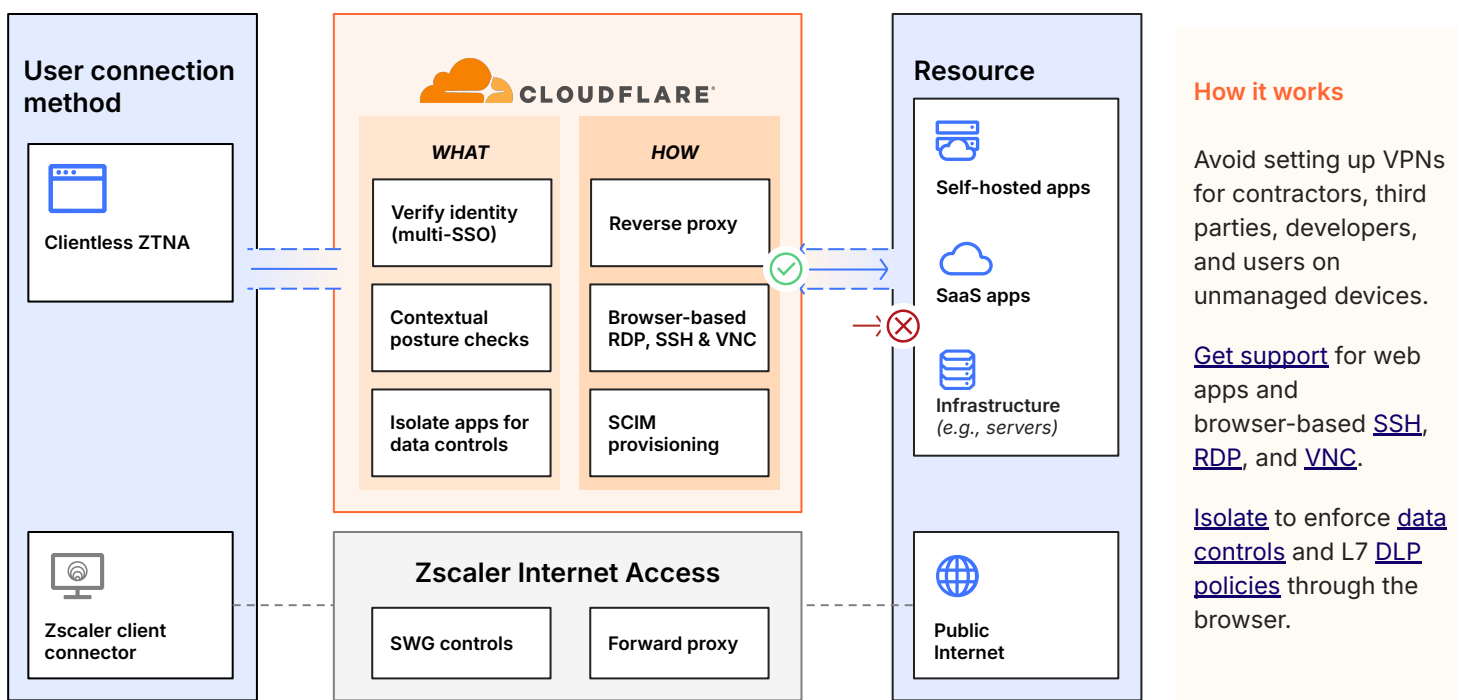 User connection
method
Clientless ZTNA
Zscaler client
connector
CLOUDFLARE
WHAT
Verify identity
(multi-SSO)
Contextual
posture checks
Isolate apps for
data controls
HOW
Reverse proxy
Browser-based
RDP, SSH & VNC
SCIM
provisioning
Zscaler Internet Access
SWG controls
Forward proxy
Resource
Self-hosted apps
SaaS apps
Infrastructure
(e.g., servers)
Public
Internet
How it works
Avoid setting up VPNs
for contractors, third
parties, developers,
and users on
unmanaged devices.
Get support for web
apps and
browser-based SSH,
RDP, and VNC.
Isolate to enforce data
controls and L7 DLP
policies through the
browser.